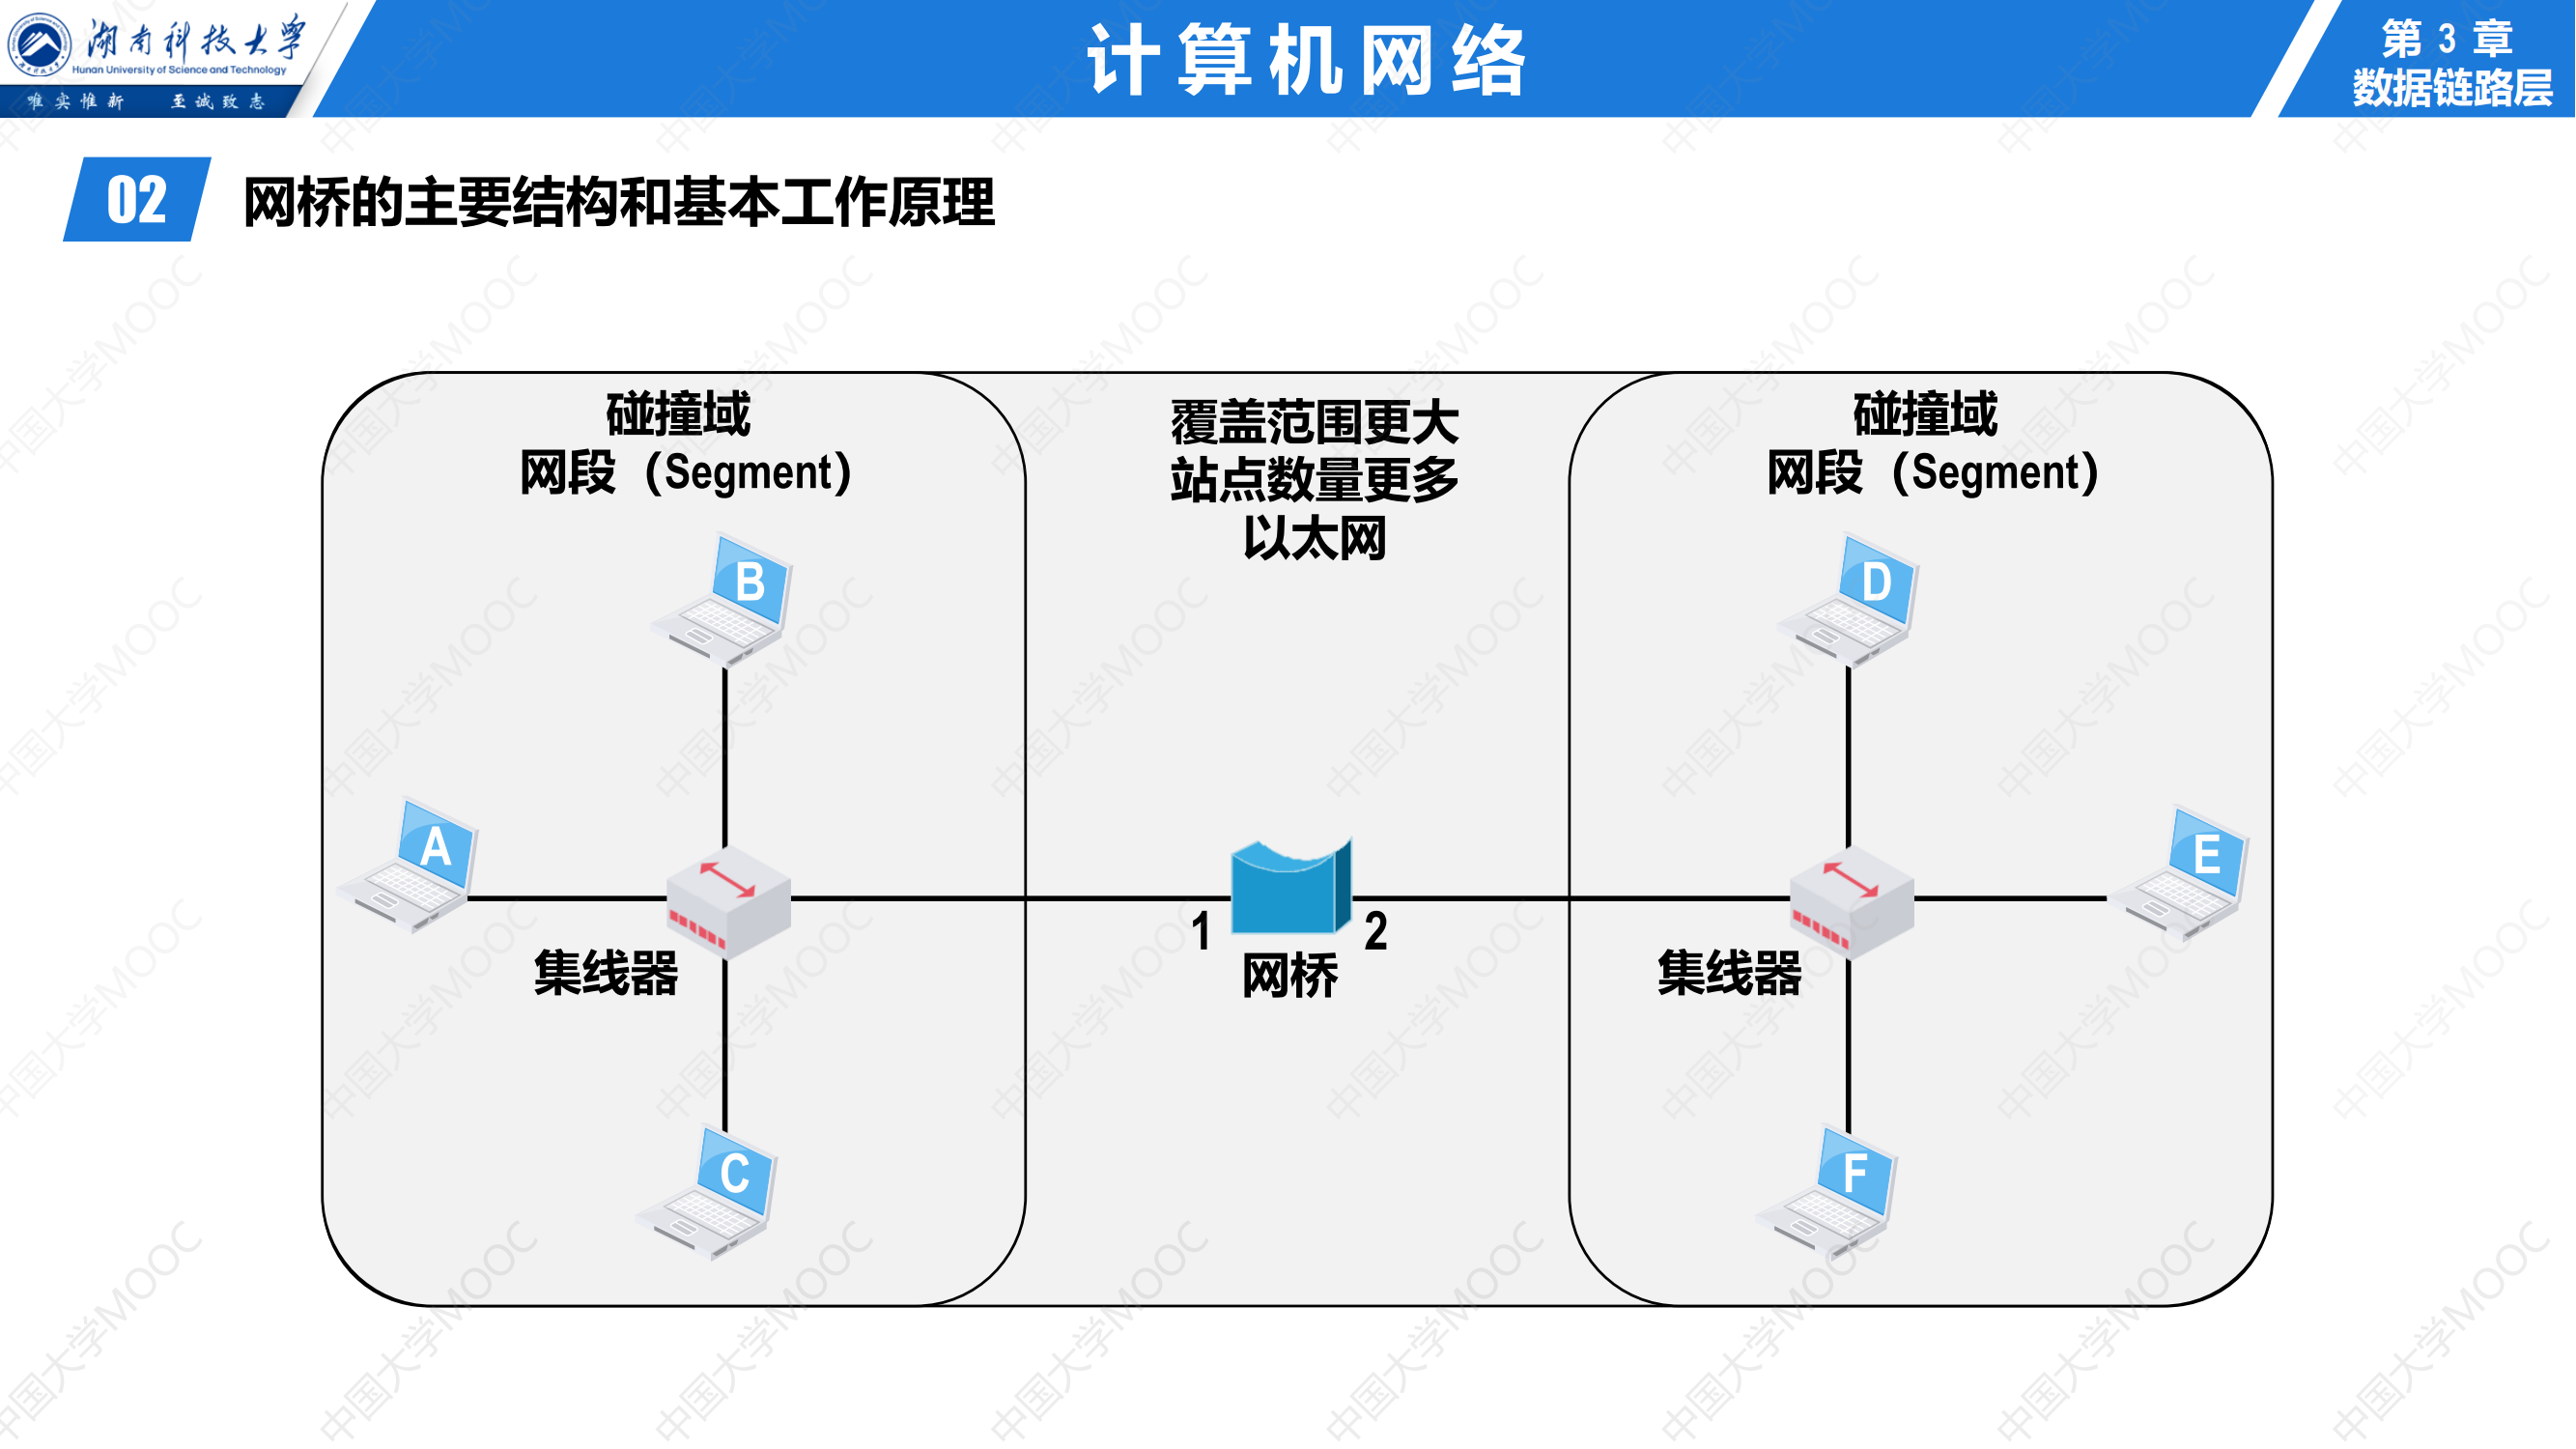 湖南科技大学
Hunan University of Science and Technology
唯实惟新 至诚致志
计算机网络
第 3 章
数据链路层
02 网桥的主要结构和基本工作原理
碰撞域
网段（Segment）
覆盖范围更大
站点数量更多
以太网
碰撞域
网段（Segment）
B
D
A
E
1
2
集线器
网桥
集线器
C
F
中国大学MOOC